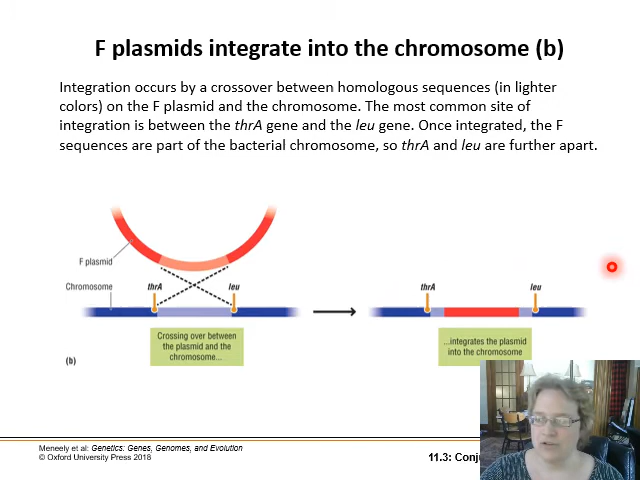 F plasmids integrate into the chromosome (b)
Integration occurs by a crossover between homologous sequences (in lighter
colors) on the F plasmid and the chromosome. The most common site of
integration is between the thrA gene and the leu gene. Once integrated, the F
sequences are part of the bacterial chromosome, so thrA and leu are further apart.
F plasmid
Chromosome
thrA
leu
thrA
leu
Crossing over between
the plasmid and the
chromosome...
...integrates the plasmid
into the chromosome
(b)
Meneely et al: Genetics: Genes, Genomes, and Evolution
© Oxford University Press 2018
11.3: